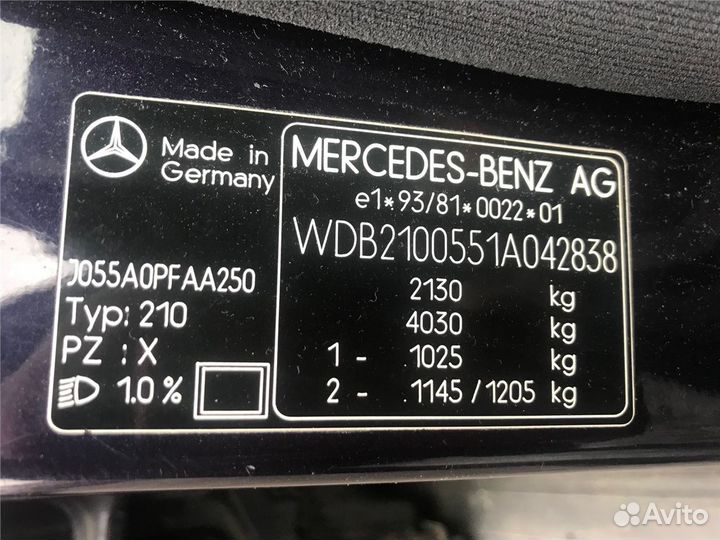 Made in
Germany
J055A0PFAA250
Typ: 210
PZ : X
1.0 %
MERCEDES-BENZ AG
e1*93/81*0022*01
WDB2100551A042838
2130 kg
4030 kg
1 - .1025 kg
2 - .1145 / 1205 kg
Avito